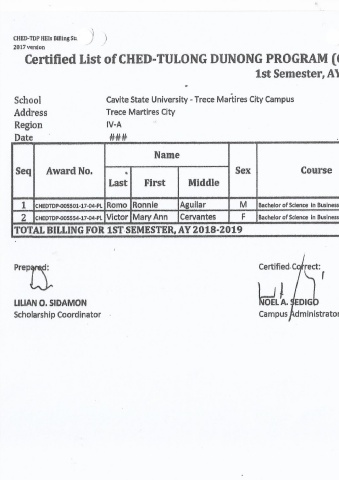 CHED-TDP HEIs Billing St.
2017 version
Certified List of CHED-TULONG DUNONG PROGRAM (
1st Semester, AY
School Cavite State University - Trece Martires City Campus
Address Trece Martires City
Region IV-A
Date ###
Seq Award No. Name Sex Course
Last First Middle
1 CHEDTDP-005501-17-04-PL Romo Ronnie Aguilar M Bachelor of Science in Business
2 CHEDTDP-005554-17-04-PL Victor Mary Ann Cervantes F Bachelor of Science in Business
TOTAL BILLING FOR 1ST SEMESTER, AY 2018-2019
Prepared: Certified Correct:
LILIAN O. SIDAMON NOEL A. SEDIGO
Scholarship Coordinator Campus Administrator